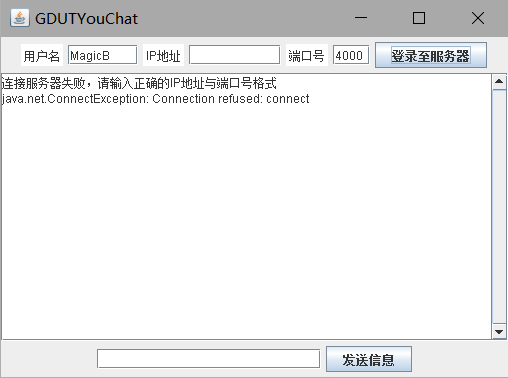 GDUTYouChat
用户名 MagicB IP地址 端口号 4000 登录至服务器
连接服务器失败，请输入正确的IP地址与端口号格式
java.net.ConnectException: Connection refused: connect
发送信息